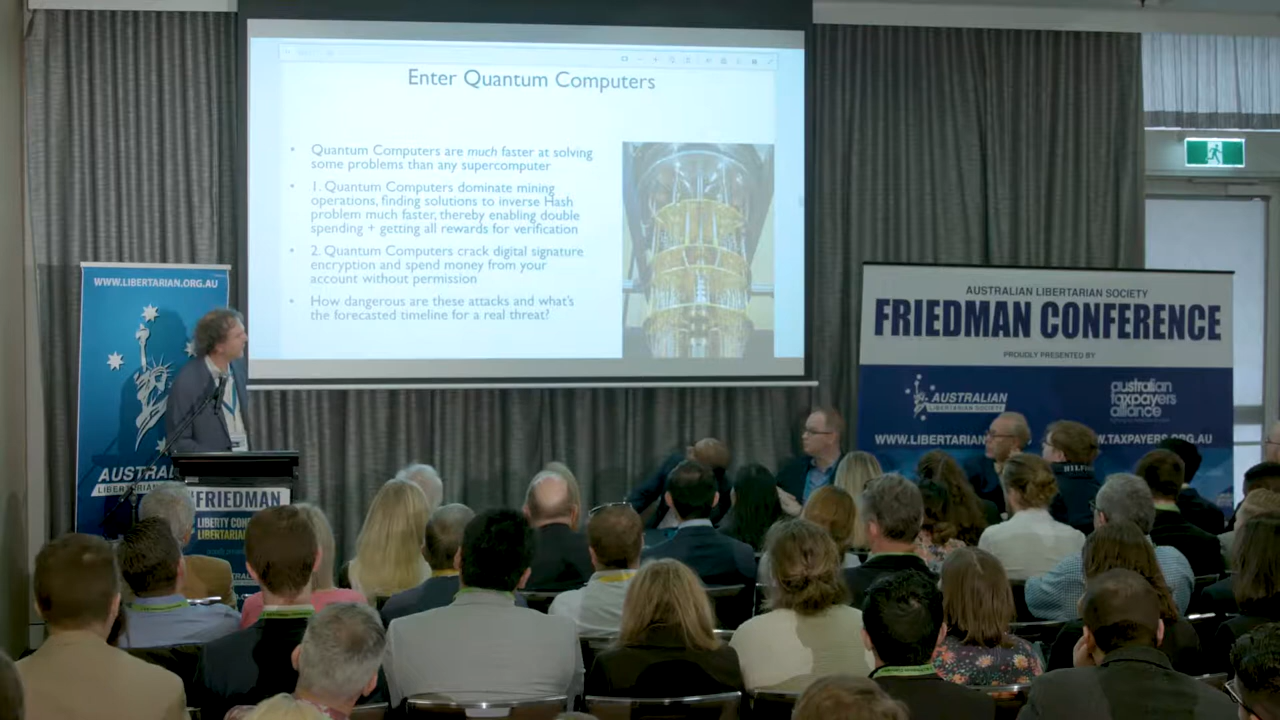 Enter Quantum Computers
• Quantum Computers are much faster at solving
some problems than any supercomputer
• 1. Quantum Computers dominate mining
operations, finding solutions to inverse Hash
problem much faster, thereby enabling double
spending + getting all rewards for verification
• 2. Quantum Computers crack digital signature
encryption and spend money from your
account without permission
• How dangerous are these attacks and what's
the forecasted timeline for a real threat?
WWW.LIBERTARIAN.ORG.AU
FRIEDMAN
AUSTRALIAN LIBERTARIAN SOCIETY
FRIEDMAN CONFERENCE
PROUDLY PRESENTED BY
AUSTRALIAN
LIBERTARIAN SOCIETY
australian
taxpayers
alliance
WWW.LIBERTARIAN
WWW.TAXPAYERS.ORG.AU